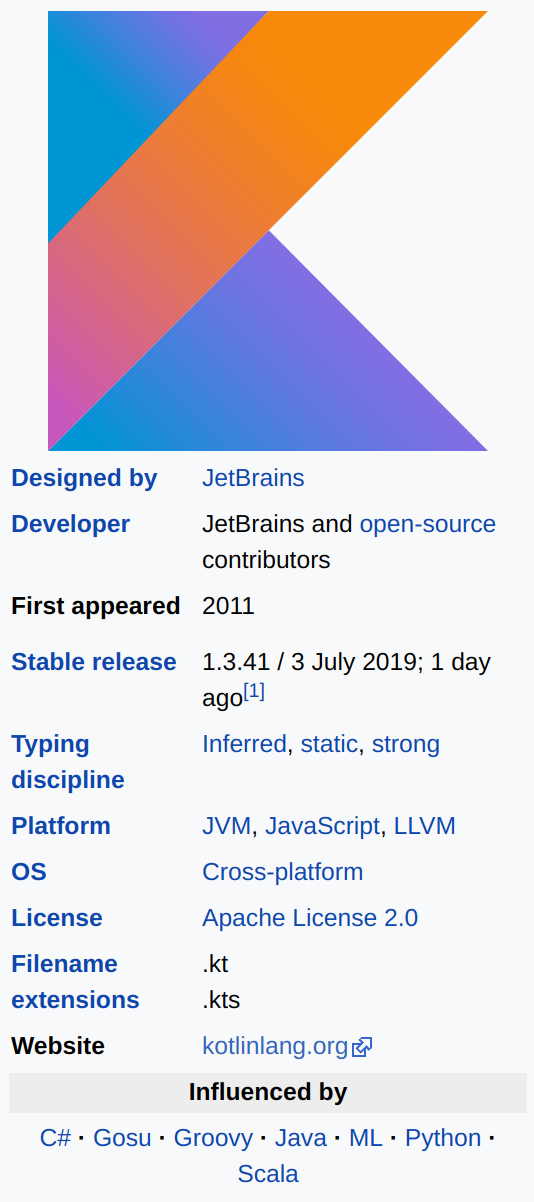 Designed by JetBrains
Developer JetBrains and open-source
contributors
First appeared 2011
Stable release 1.3.41 / 3 July 2019; 1 day
ago[1]
Typing Inferred, static, strong
discipline
Platform JVM, JavaScript, LLVM
OS Cross-platform
License Apache License 2.0
Filename .kt
extensions .kts
Website kotlinlang.org
Influenced by
C# · Gosu · Groovy · Java · ML · Python ·
Scala